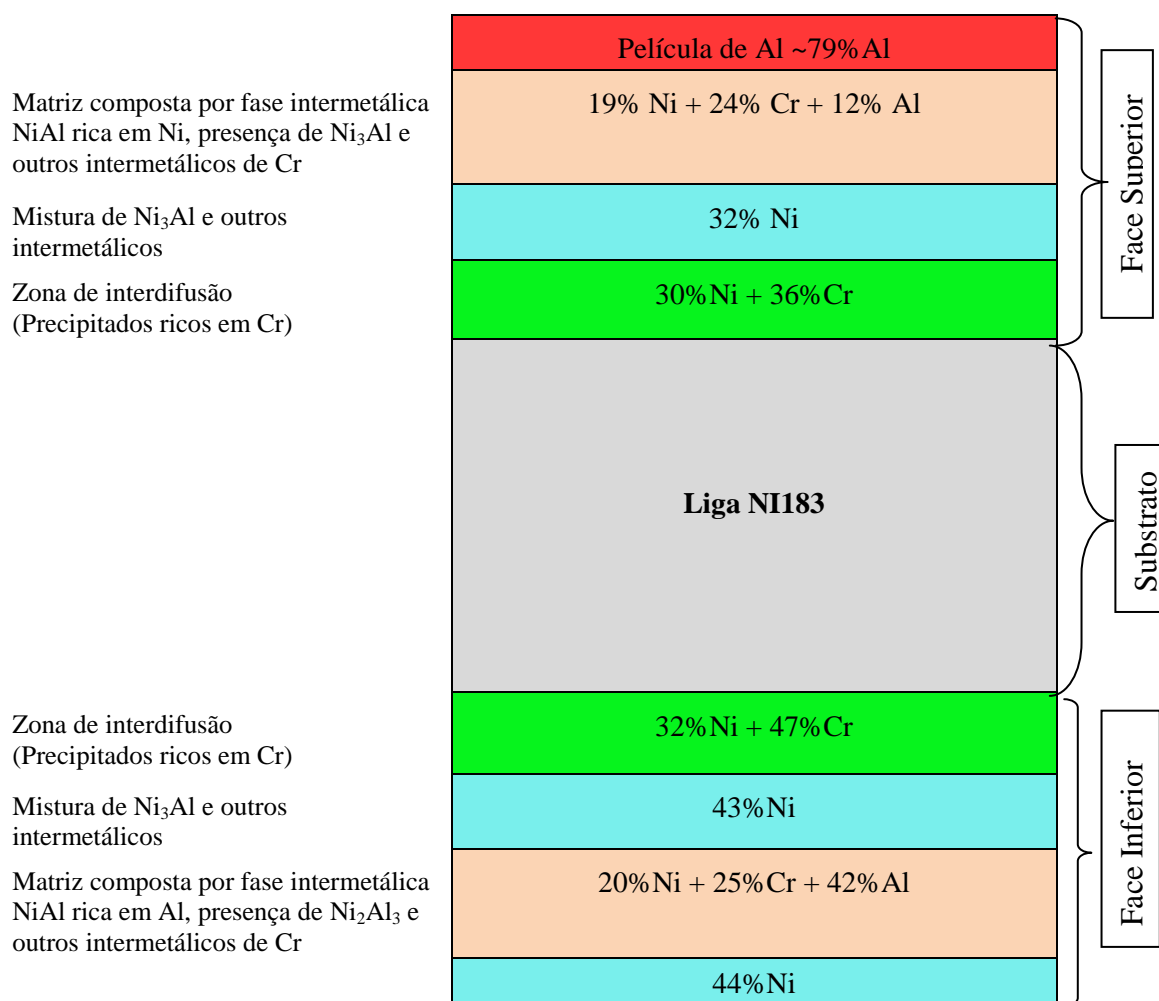 Película de Al ~79%Al
Matriz composta por fase intermetálica
NiAl rica em Ni, presença de Ni₃Al e
outros intermetálicos de Cr
19% Ni + 24% Cr + 12% Al
Mistura de Ni₃Al e outros
intermetálicos
32% Ni
Zona de interdifusão
(Precipitados ricos em Cr)
30%Ni + 36%Cr
Face Superior
Liga NI183
Substrato
Zona de interdifusão
(Precipitados ricos em Cr)
32%Ni + 47%Cr
Mistura de Ni₃Al e outros
intermetálicos
43%Ni
Matriz composta por fase intermetálica
NiAl rica em Al, presença de Ni₂Al₃ e
outros intermetálicos de Cr
20%Ni + 25%Cr + 42%Al
44%Ni
Face Inferior